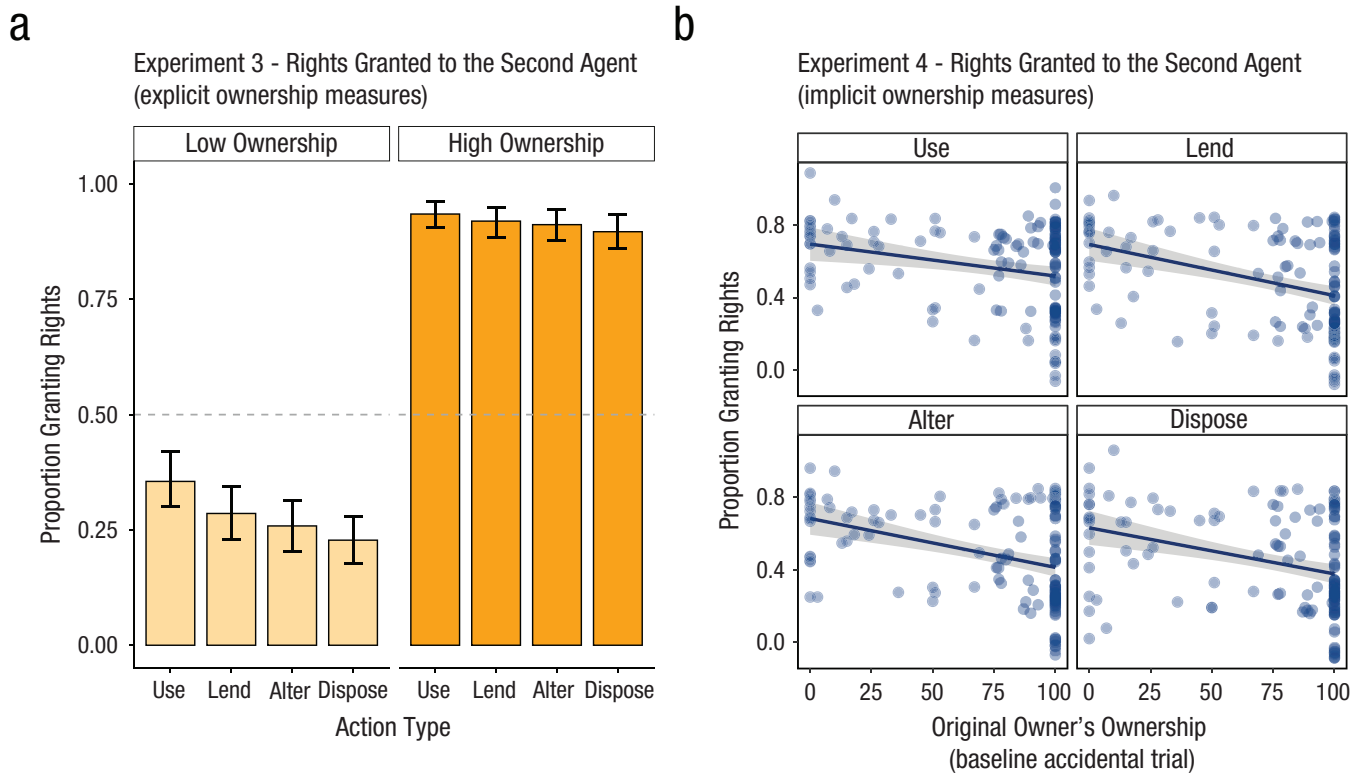 a
Experiment 3 - Rights Granted to the Second Agent
(explicit ownership measures)
Low Ownership
High Ownership
Proportion Granting Rights
1.00
0.75
0.50
0.25
0.00
Use Lend Alter Dispose
Use Lend Alter Dispose
Action Type
b
Experiment 4 - Rights Granted to the Second Agent
(implicit ownership measures)
Use
Lend
Proportion Granting Rights
0.8
0.4
0.0
Alter
Dispose
0.8
0.4
0.0
0 25 50 75 100
0 25 50 75 100
Original Owner's Ownership
(baseline accidental trial)